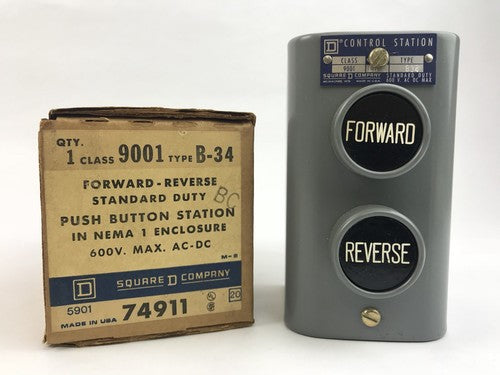 QTY.
1 CLASS 9001 TYPE B-34
FORWARD - REVERSE
STANDARD DUTY
BC
PUSH BUTTON STATION
IN NEMA 1 ENCLOSURE
600V. MAX. AC-DC
M-8
D SQUARE D COMPANY
5901 74911 20
MADE IN USA
D CONTROL STATION
CLASS TYPE
9001
SQUARE D COMPANY STANDARD DUTY
600 V. AC DC MAX
FORWARD
REVERSE